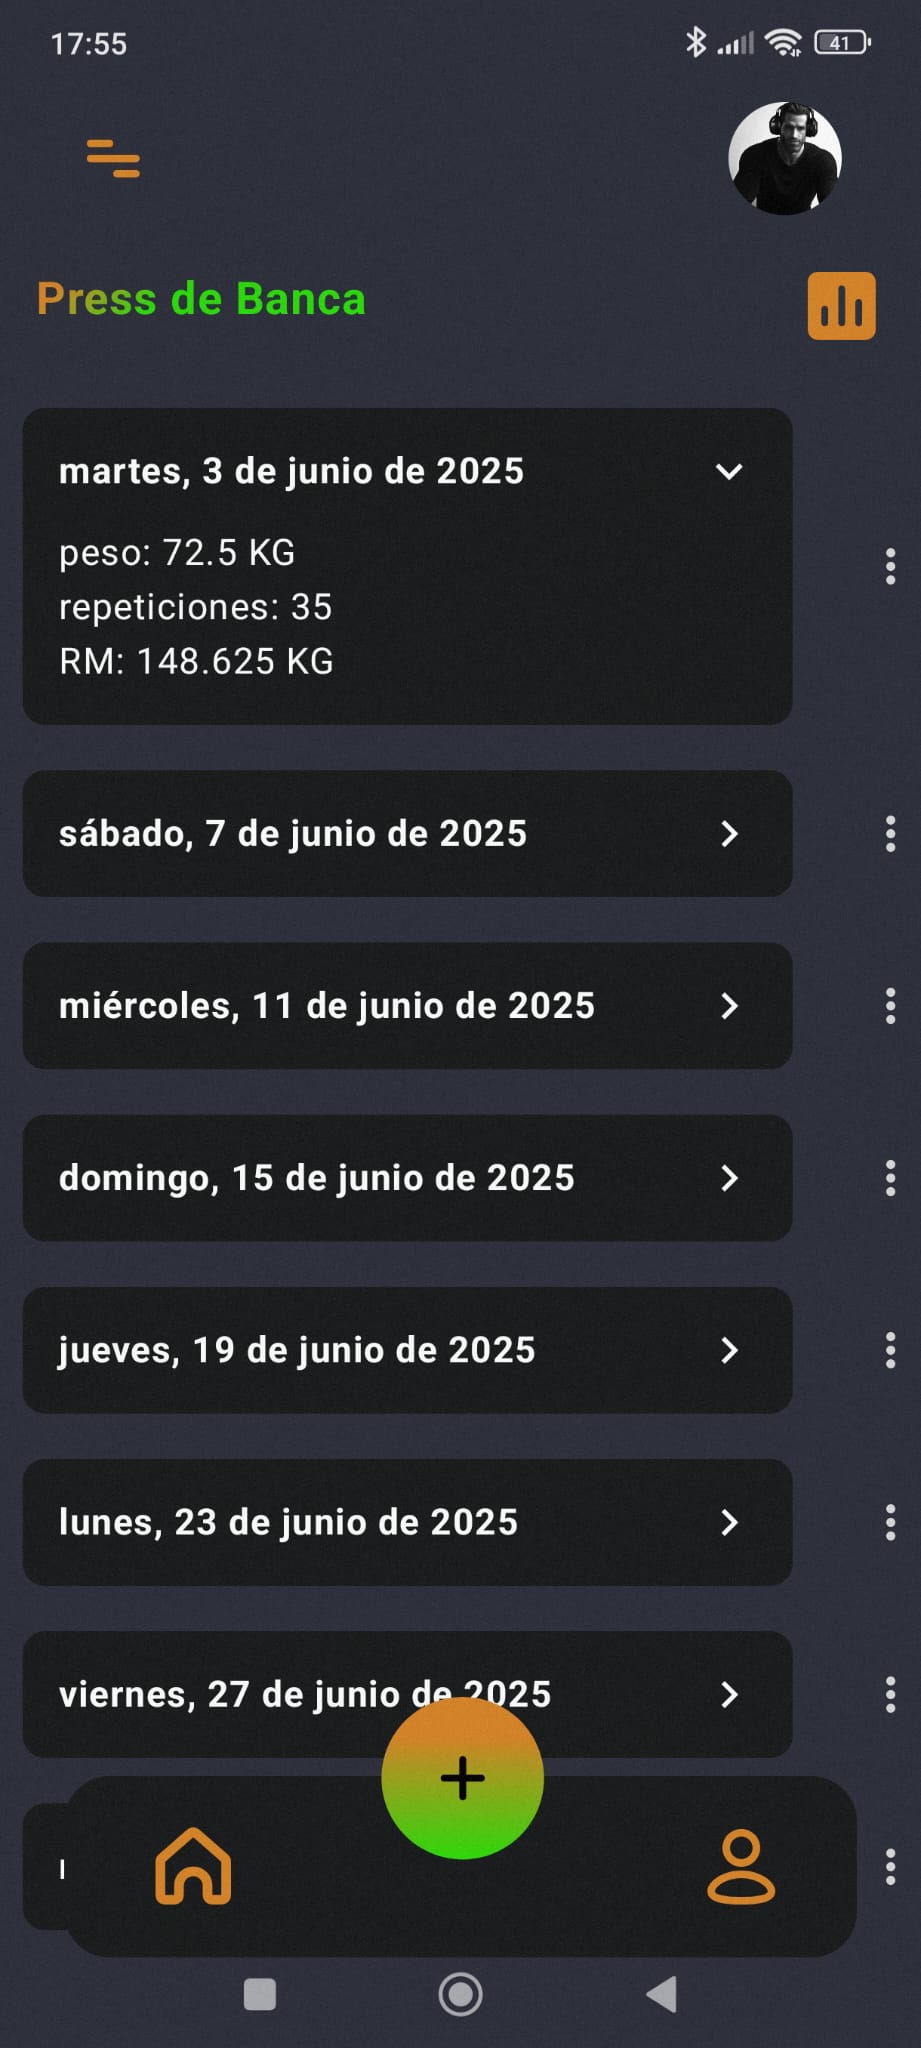 17:55
41
Press de Banca
martes, 3 de junio de 2025
peso: 72.5 KG
repeticiones: 35
RM: 148.625 KG
sábado, 7 de junio de 2025
miércoles, 11 de junio de 2025
domingo, 15 de junio de 2025
jueves, 19 de junio de 2025
lunes, 23 de junio de 2025
viernes, 27 de junio de 2025